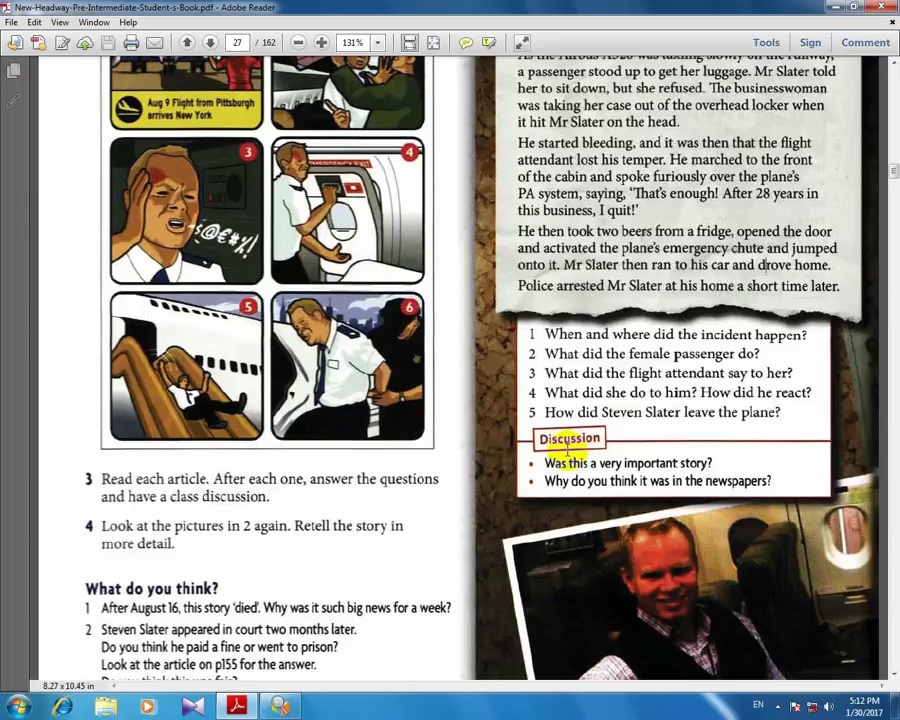 New-Headway-Pre-Intermediate-Student-s-Book.pdf - Adobe Reader
File Edit View Window Help
27 / 162 131% Tools Sign Comment
Aug 9 Flight from Pittsburgh
arrives New York
3
4
EMERGENCY EXIT
5
6
3 Read each article. After each one, answer the questions
and have a class discussion.
4 Look at the pictures in 2 again. Retell the story in
more detail.
What do you think?
1 After August 16, this story 'died'. Why was it such big news for a week?
2 Steven Slater appeared in court two months later.
Do you think he paid a fine or went to prison?
Look at the article on p155 for the answer.
a passenger stood up to get her luggage. Mr Slater told
her to sit down, but she refused. The businesswoman
was taking her case out of the overhead locker when
it hit Mr Slater on the head.
He started bleeding, and it was then that the flight
attendant lost his temper. He marched to the front
of the cabin and spoke furiously over the plane's
PA system, saying, 'That's enough! After 28 years in
this business, I quit!'
He then took two beers from a fridge, opened the door
and activated the plane's emergency chute and jumped
onto it. Mr Slater then ran to his car and drove home.
Police arrested Mr Slater at his home a short time later.
1 When and where did the incident happen?
2 What did the female passenger do?
3 What did the flight attendant say to her?
4 What did she do to him? How did he react?
5 How did Steven Slater leave the plane?
Discussion
• Was this a very important story?
• Why do you think it was in the newspapers?
8.27 x 10.45 in
EN
5:12 PM
1/30/2017